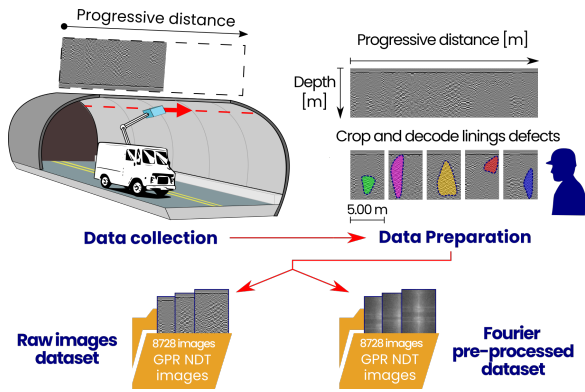 Progressive distance
Progressive distance [m]
Depth
[m]
Crop and decode linings defects
5.00 m
Data collection
Data Preparation
Raw images
dataset
8728 images
GPR NDT
images
8728 images
GPR NDT
images
Fourier
pre-processed
dataset